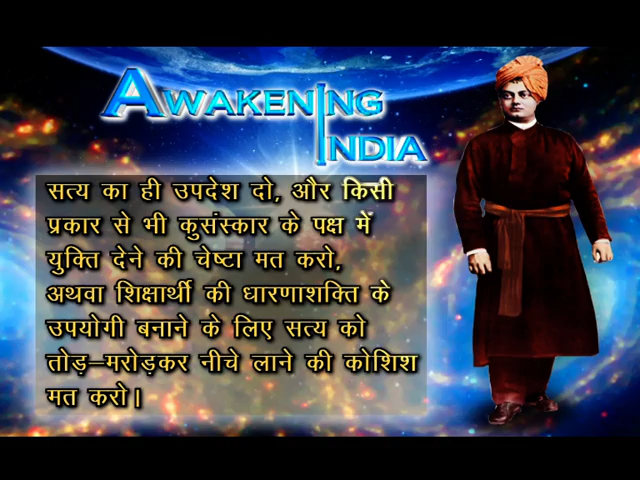 AWAKENING
INDIA
सत्य का ही उपदेश दो, और किसी
प्रकार से भी कुसंस्कार के पक्ष में
युक्ति देने की चेष्टा मत करो,
अथवा शिक्षार्थी की धारणाशक्ति के
उपयोगी बनाने के लिए सत्य को
तोड़–मरोड़कर नीचे लाने की कोशिश
मत करो।